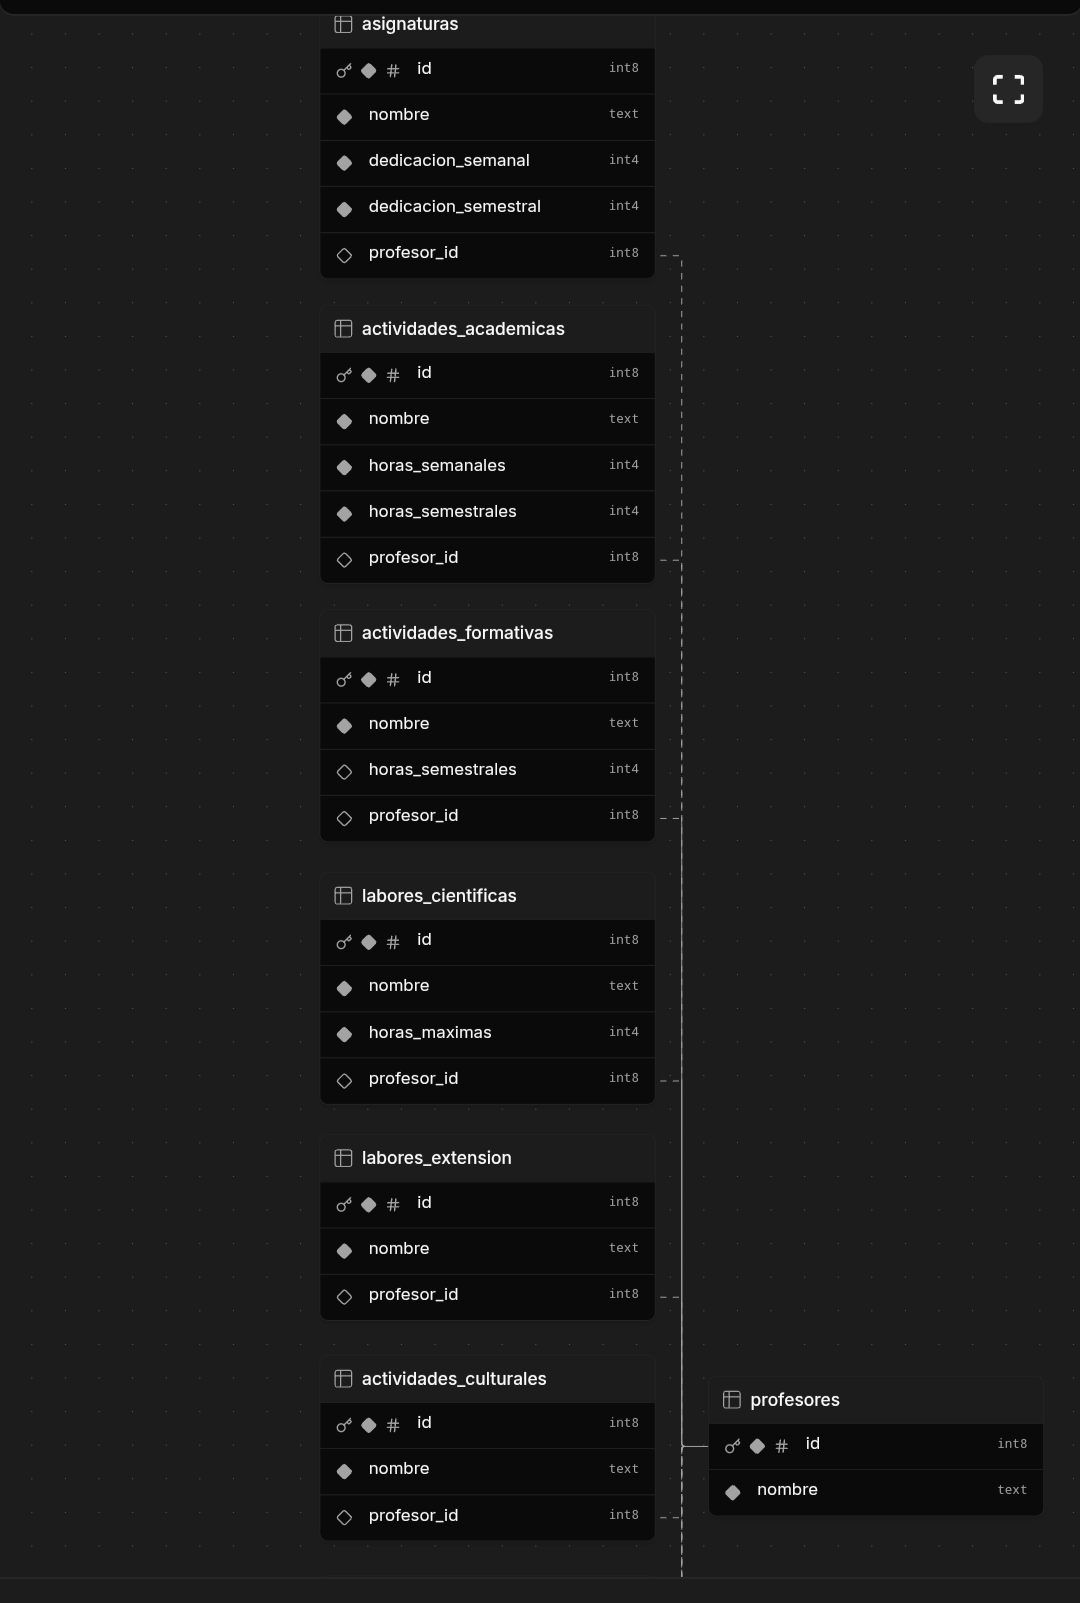 asignaturas
id int8
nombre text
dedicacion_semanal int4
dedicacion_semestral int4
profesor_id int8
actividades_academicas
id int8
nombre text
horas_semanales int4
horas_semestrales int4
profesor_id int8
actividades_formativas
id int8
nombre text
horas_semestrales int4
profesor_id int8
labores_cientificas
id int8
nombre text
horas_maximas int4
profesor_id int8
labores_extension
id int8
nombre text
profesor_id int8
actividades_culturales
id int8
nombre text
profesor_id int8
profesores
id int8
nombre text